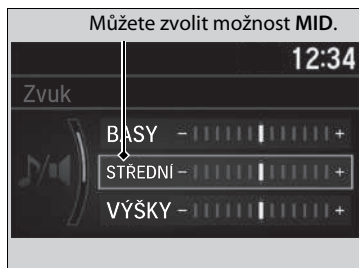 Můžete zvolit možnost MID.
12:34
Zvuk
BASY - +
STŘEDNÍ - +
VÝŠKY - +